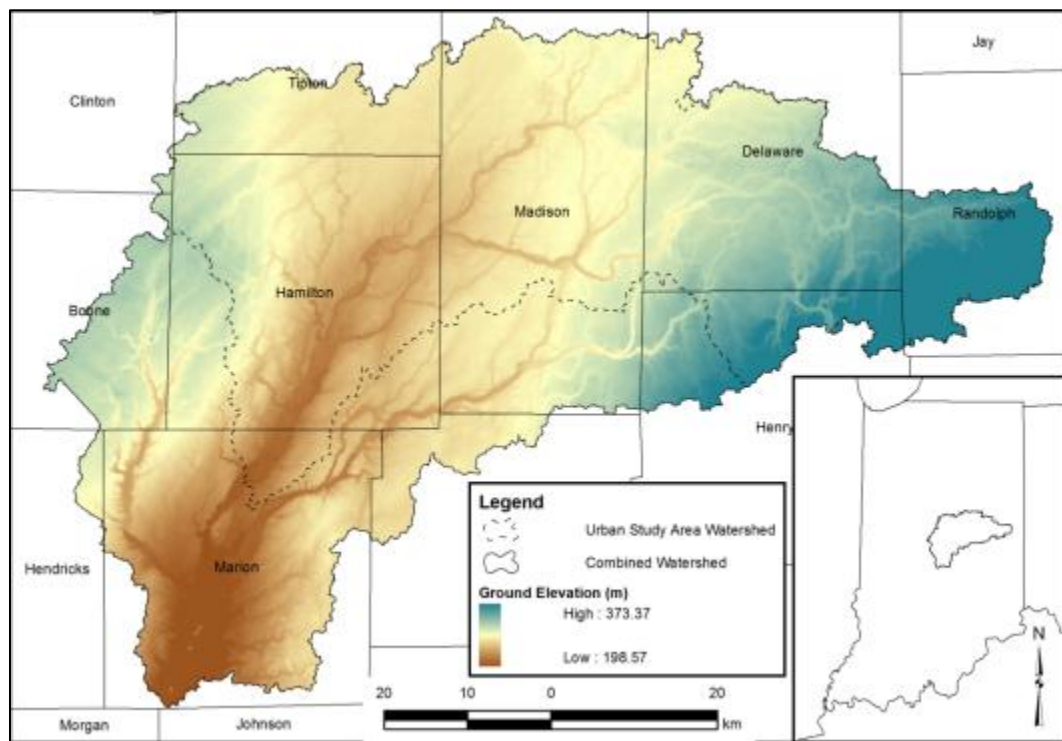 Jay
Clinton
Tipton
Delaware
Madison
Randolph
Hamilton
Boone
Henry
Hendricks
Marion
Morgan
Johnson
Legend
Urban Study Area Watershed
Combined Watershed
Ground Elevation (m)
High : 373.37
Low : 198.57
20 10 0 20
km
N